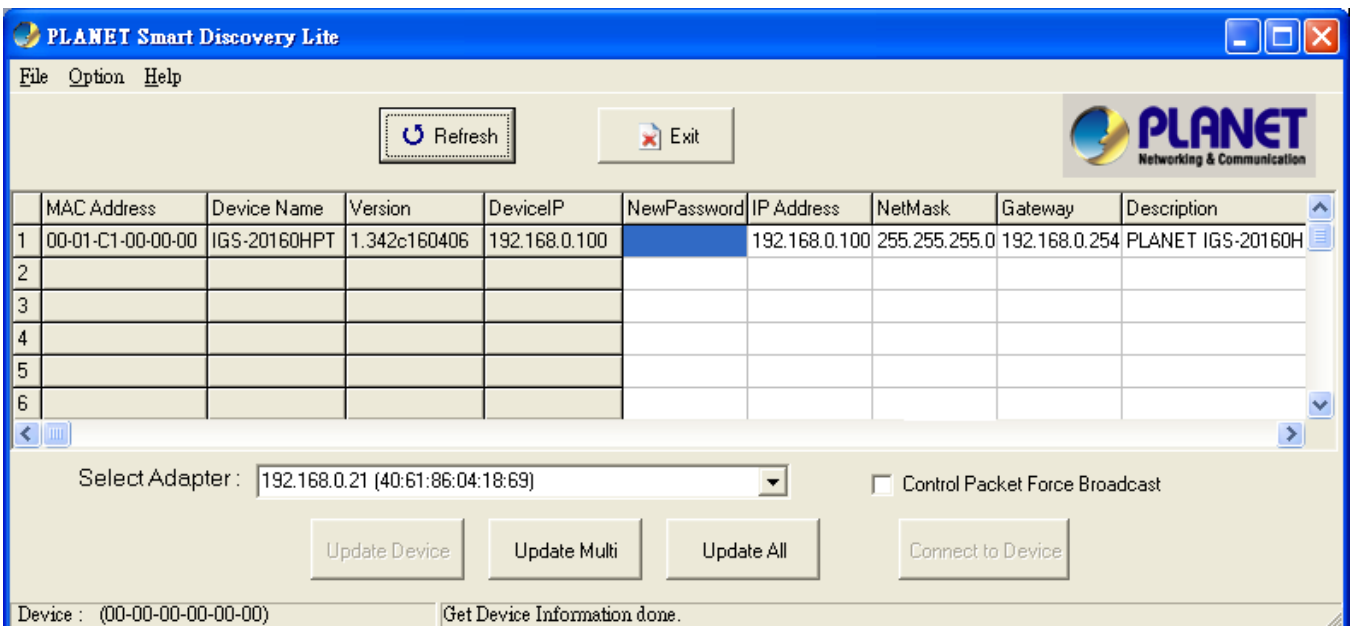 PLANET Smart Discovery Lite
File Option Help
Refresh Exit
PLANET
Networking & Communication
MAC Address Device Name Version DeviceIP NewPassword IP Address NetMask Gateway Description
1 00-01-C1-00-00-00 IGS-20160HPT 1.342c160406 192.168.0.100 192.168.0.100 255.255.255.0 192.168.0.254 PLANET IGS-20160H
2
3
4
5
6
Select Adapter : 192.168.0.21 (40:61:86:04:18:69) Control Packet Force Broadcast
Update Device Update Multi Update All Connect to Device
Device : (00-00-00-00-00-00) Get Device Information done.